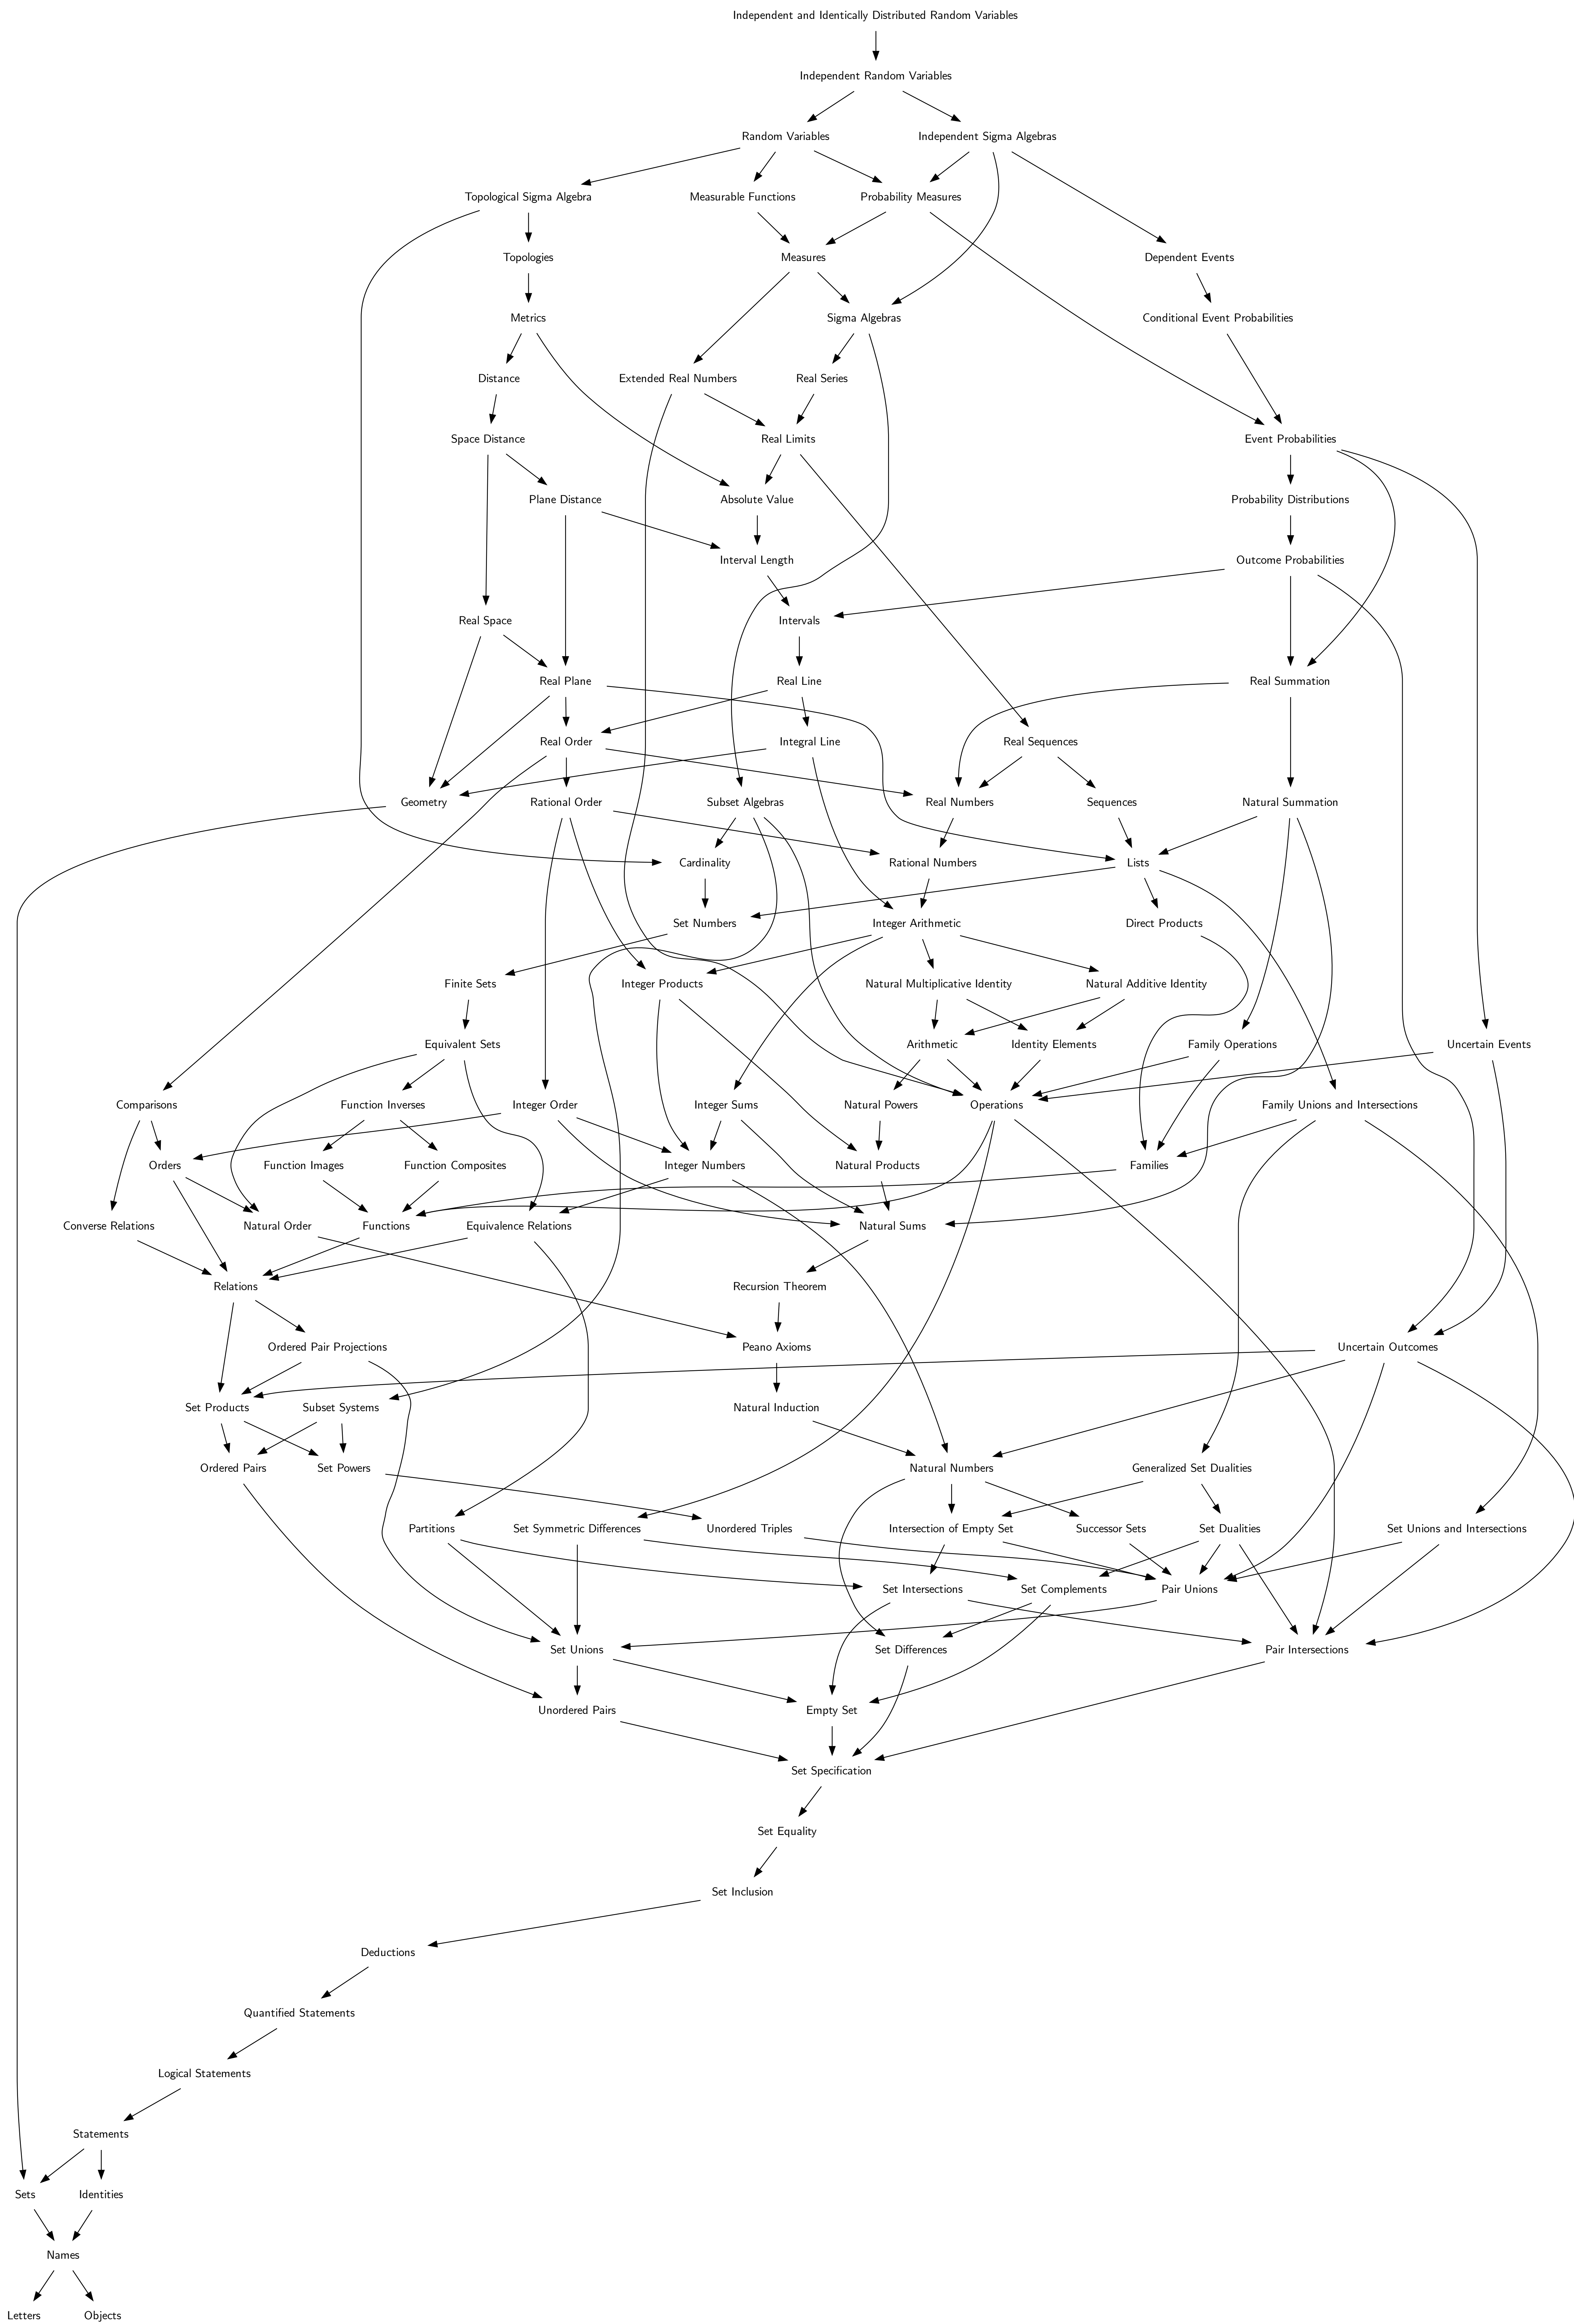 Independent and Identically Distributed Random Variables
Independent Random Variables
Random Variables
Independent Sigma Algebras
Topological Sigma Algebra
Measurable Functions
Probability Measures
Topologies
Measures
Dependent Events
Metrics
Sigma Algebras
Conditional Event Probabilities
Distance
Extended Real Numbers
Real Series
Space Distance
Real Limits
Event Probabilities
Plane Distance
Absolute Value
Probability Distributions
Interval Length
Outcome Probabilities
Real Space
Intervals
Real Plane
Real Line
Real Summation
Real Order
Integral Line
Real Sequences
Geometry
Rational Order
Subset Algebras
Real Numbers
Sequences
Natural Summation
Cardinality
Rational Numbers
Lists
Set Numbers
Integer Arithmetic
Direct Products
Finite Sets
Integer Products
Natural Multiplicative Identity
Natural Additive Identity
Equivalent Sets
Arithmetic
Identity Elements
Family Operations
Uncertain Events
Comparisons
Function Inverses
Integer Order
Integer Sums
Natural Powers
Operations
Family Unions and Intersections
Orders
Function Images
Function Composites
Integer Numbers
Natural Products
Families
Converse Relations
Natural Order
Functions
Equivalence Relations
Natural Sums
Relations
Recursion Theorem
Ordered Pair Projections
Peano Axioms
Uncertain Outcomes
Set Products
Subset Systems
Natural Induction
Ordered Pairs
Set Powers
Natural Numbers
Generalized Set Dualities
Partitions
Set Symmetric Differences
Unordered Triples
Intersection of Empty Set
Successor Sets
Set Dualities
Set Unions and Intersections
Set Intersections
Set Complements
Pair Unions
Set Unions
Set Differences
Pair Intersections
Unordered Pairs
Empty Set
Set Specification
Set Equality
Set Inclusion
Deductions
Quantified Statements
Logical Statements
Statements
Sets
Identities
Names
Letters
Objects